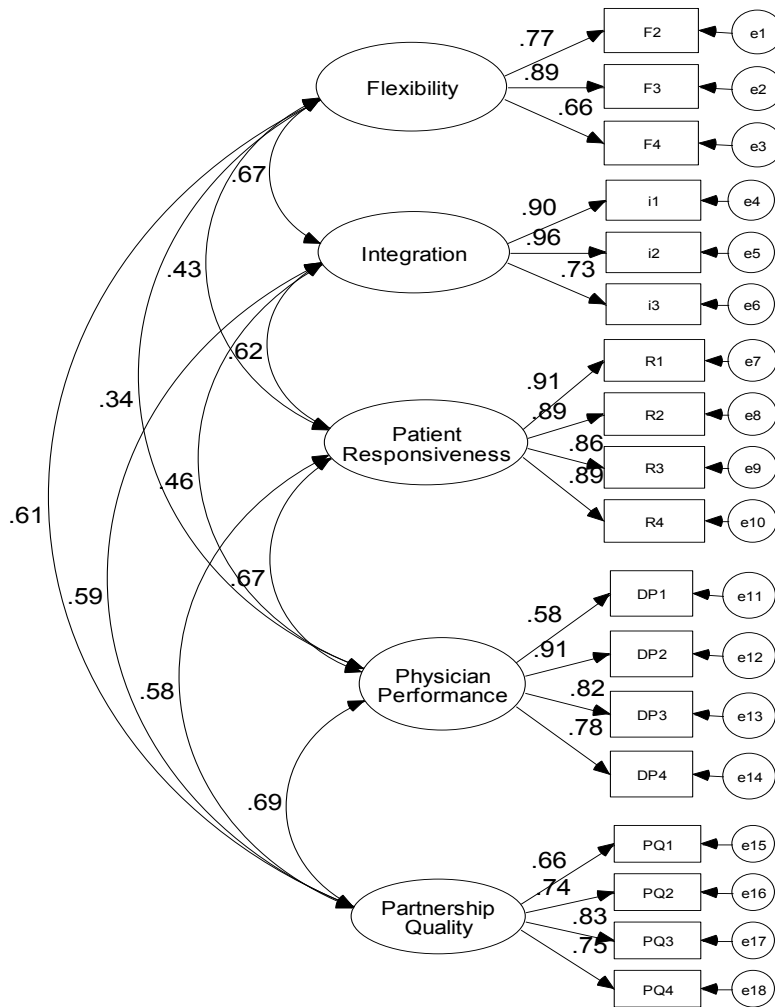 F2
e1
.77
.89
F3
e2
Flexibility
.66
F4
e3
.67
.90
i1
e4
.96
Integration
i2
e5
.43
.73
i3
e6
.62
.91
R1
e7
.34
.89
R2
e8
Patient
Responsiveness
.86
R3
e9
.46
.89
R4
e10
.61
.67
.59
.58
DP1
e11
.91
DP2
e12
Physician
Performance
.82
DP3
e13
.58
.78
DP4
e14
.69
.66
PQ1
e15
.74
PQ2
e16
Partnership
Quality
.83
PQ3
e17
.75
PQ4
e18